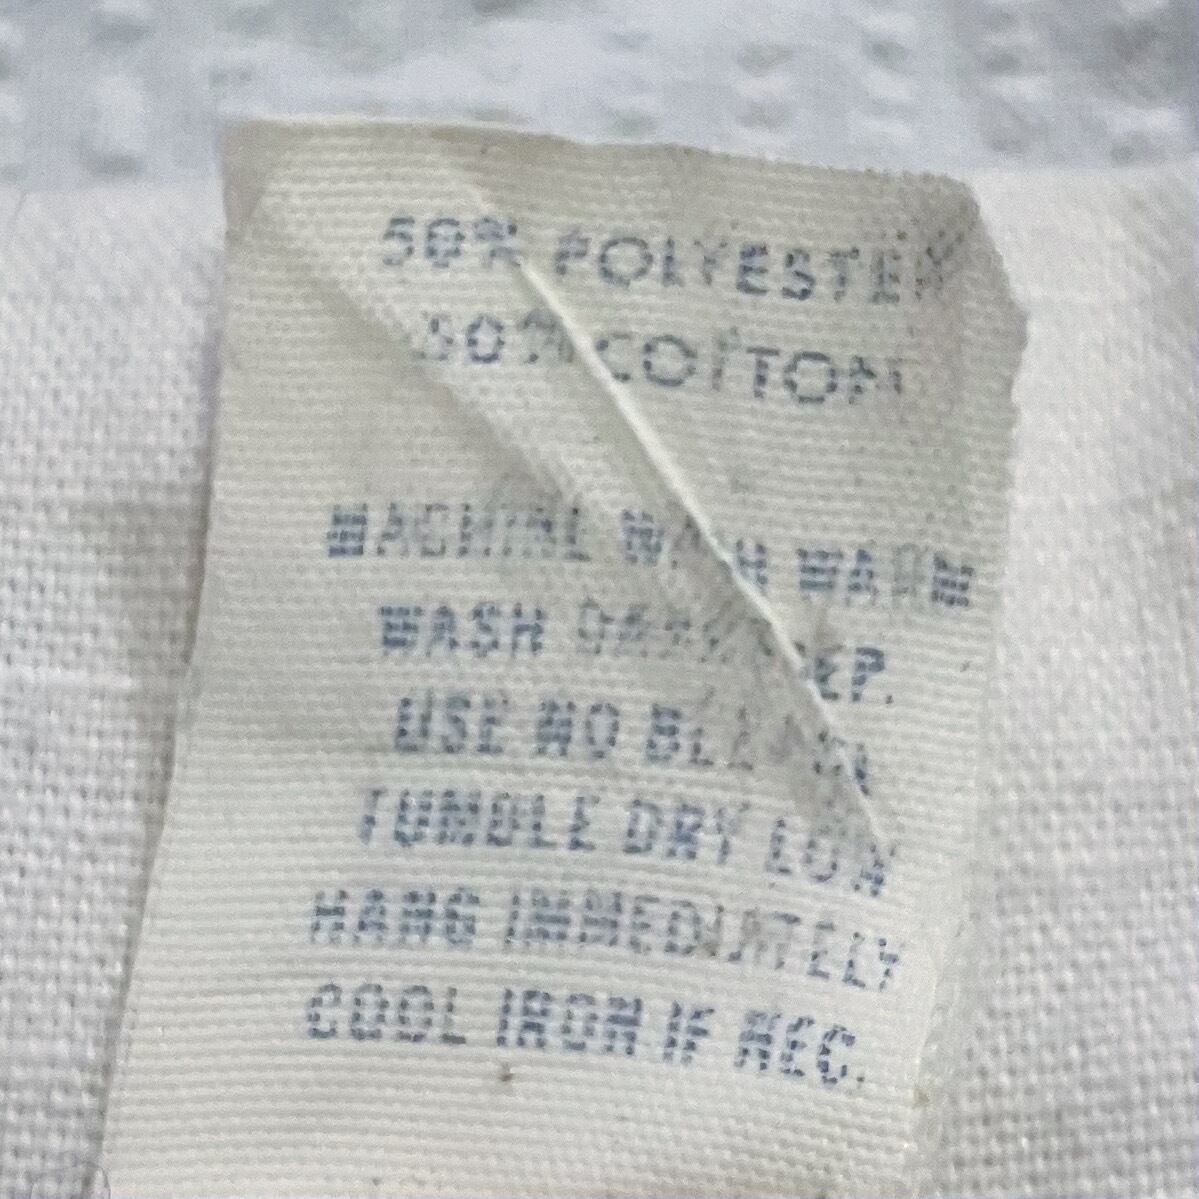 50% POLYESTER
50% COTTON
MACHINE WASH WARM
WASH DARK SEP.
USE NO BLEACH
TUMBLE DRY LOW
HANG IMMEDIATELY
COOL IRON IF NEC.